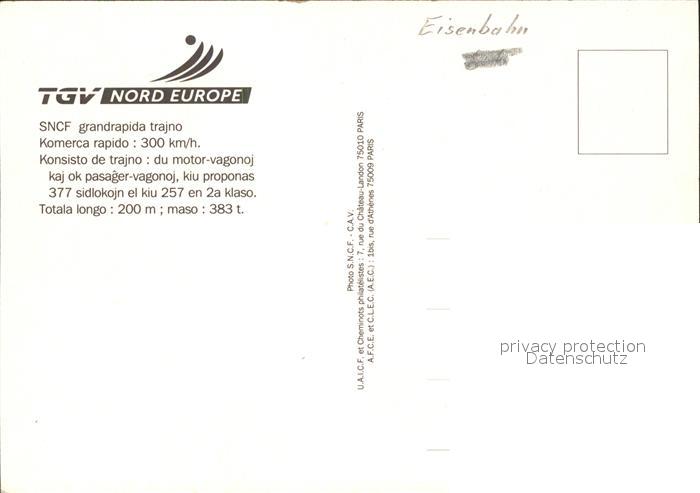 Eisenbahn
TGV NORD EUROPE
SNCF grandrapida trajno
Komerca rapido : 300 km/h.
Konsisto de trajno : du motor-vagonoj
kaj ok pasaĝer-vagonoj, kiu proponas
377 sidlokojn el kiu 257 en 2a klaso.
Totala longo : 200 m ; maso : 383 t.
Photo S.N.C.F. - C.A.V.
U.A.I.C.F. et Cheminots philatélistes : 7, rue du Château-Landon 75010 PARIS
A.F.C.E. et C.L.E.C. (A.E.C.) : 1bis, rue d'Athènes 75009 PARIS
privacy protection
Datenschutz